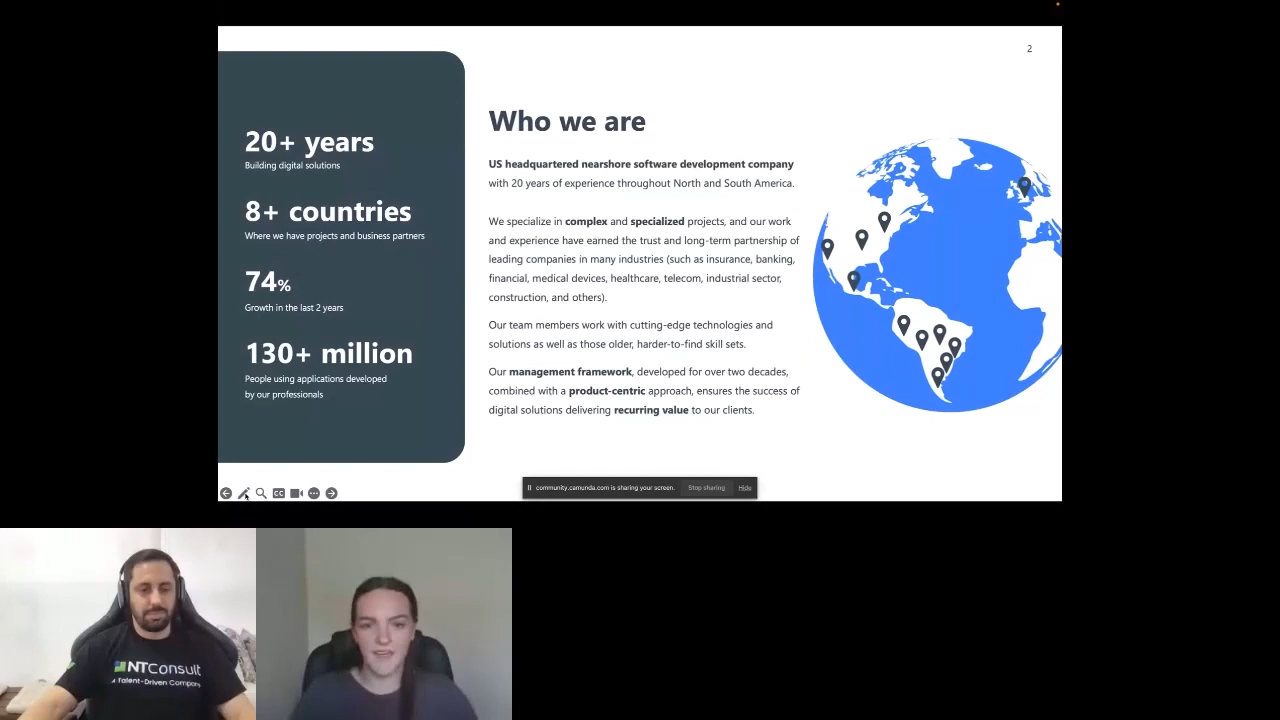 2
20+ years
Building digital solutions
8+ countries
Where we have projects and business partners
74%
Growth in the last 2 years
130+ million
People using applications developed
by our professionals
Who we are
US headquartered nearshore software development company
with 20 years of experience throughout North and South America.
We specialize in complex and specialized projects, and our work
and experience have earned the trust and long-term partnership of
leading companies in many industries (such as insurance, banking,
financial, medical devices, healthcare, telecom, industrial sector,
construction, and others).
Our team members work with cutting-edge technologies and
solutions as well as those older, harder-to-find skill sets.
Our management framework, developed for over two decades,
combined with a product-centric approach, ensures the success of
digital solutions delivering recurring value to our clients.
CC
community.camunda.com is sharing your screen. Stop sharing Hide
NTConsult
Talent-Driven Company